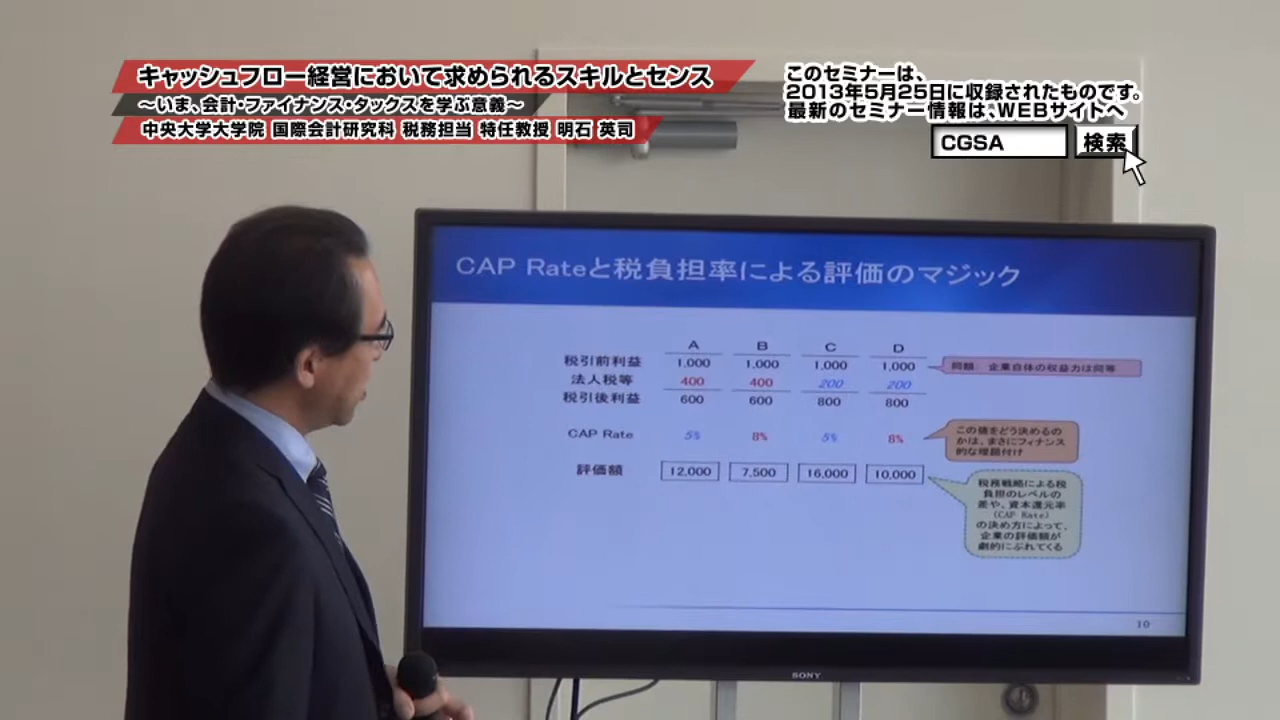 キャッシュフロー経営において求められるスキルとセンス
～いま、会計・ファイナンス・タックスを学ぶ意義～
中央大学大学院 国際会計研究科 税務担当 特任教授 明石 英司
このセミナーは、
2013年5月25日に収録されたものです。
最新のセミナー情報は、WEBサイトへ
CGSA 検索
CAP Rateと税負担率による評価のマジック
A B C D
税引前利益 1,000 1,000 1,000 1,000
法人税等 400 400 200 200
税引後利益 600 600 800 800
CAP Rate 5% 8% 5% 8%
評価額 12,000 7,500 16,000 10,000
同額: 企業自体の収益力は同等
この値をどう決めるの
かは、まさにフィナンス
的な理屈付け
税務戦略による税
負担のレベルの
差や、資本還元率
(CAP Rate)
の決め方によって、
企業の評価額が
劇的にぶれてくる
10
SONY